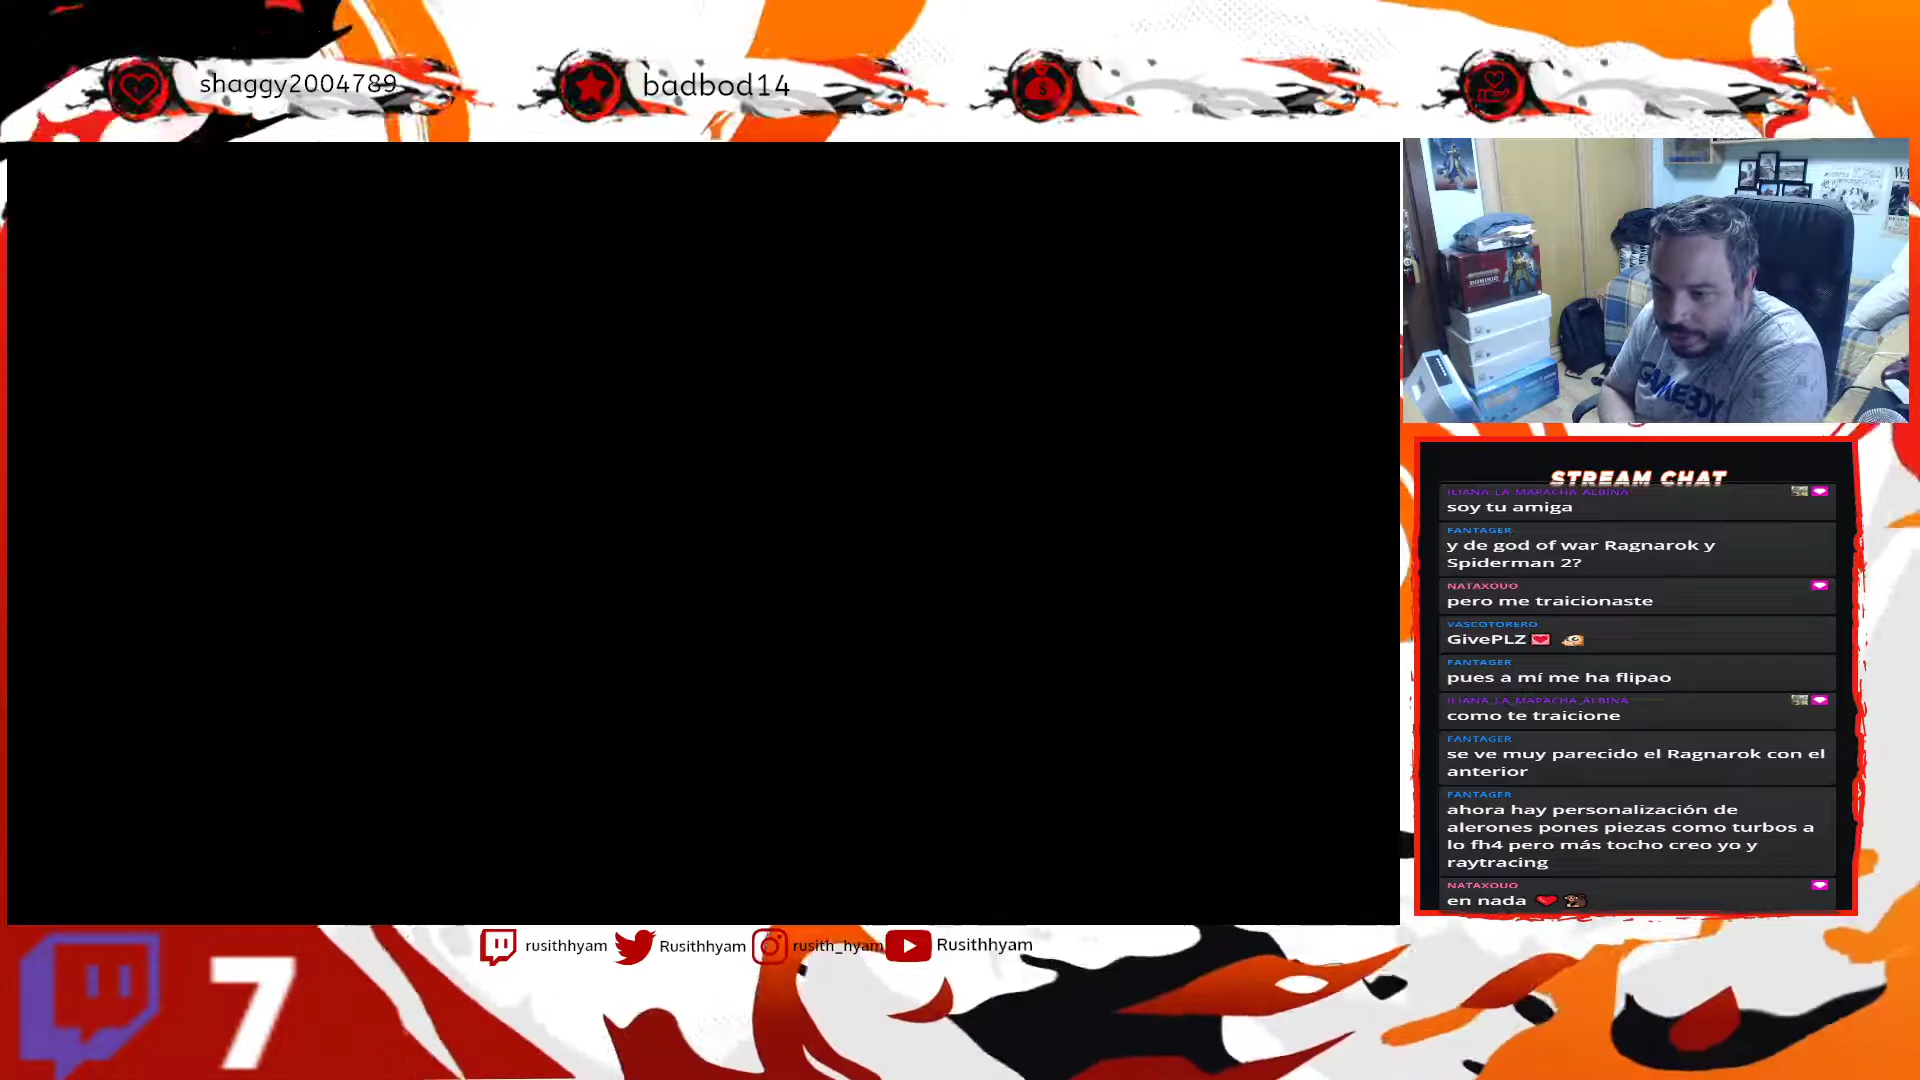 shaggy2004789
badbod14
DOMINIO
GAMEBOY
STREAM CHAT
ILIANA_LA_MAPACHA_ALBINA
soy tu amiga
FANTAGER
y de god of war Ragnarok y
Spiderman 2?
NATAXOUO
pero me traicionaste
VASCOTORERO
GivePLZ
FANTAGER
pues a mí me ha flipao
ILIANA_LA_MAPACHA_ALBINA
como te traicione
FANTAGER
se ve muy parecido el Ragnarok con el
anterior
FANTAGER
ahora hay personalización de
alerones pones piezas como turbos a
lo fh4 pero más tocho creo yo y
raytracing
NATAXOUO
en nada
rusithhyam
Rusithhyam
rusith_hyam
Rusithhyam
7